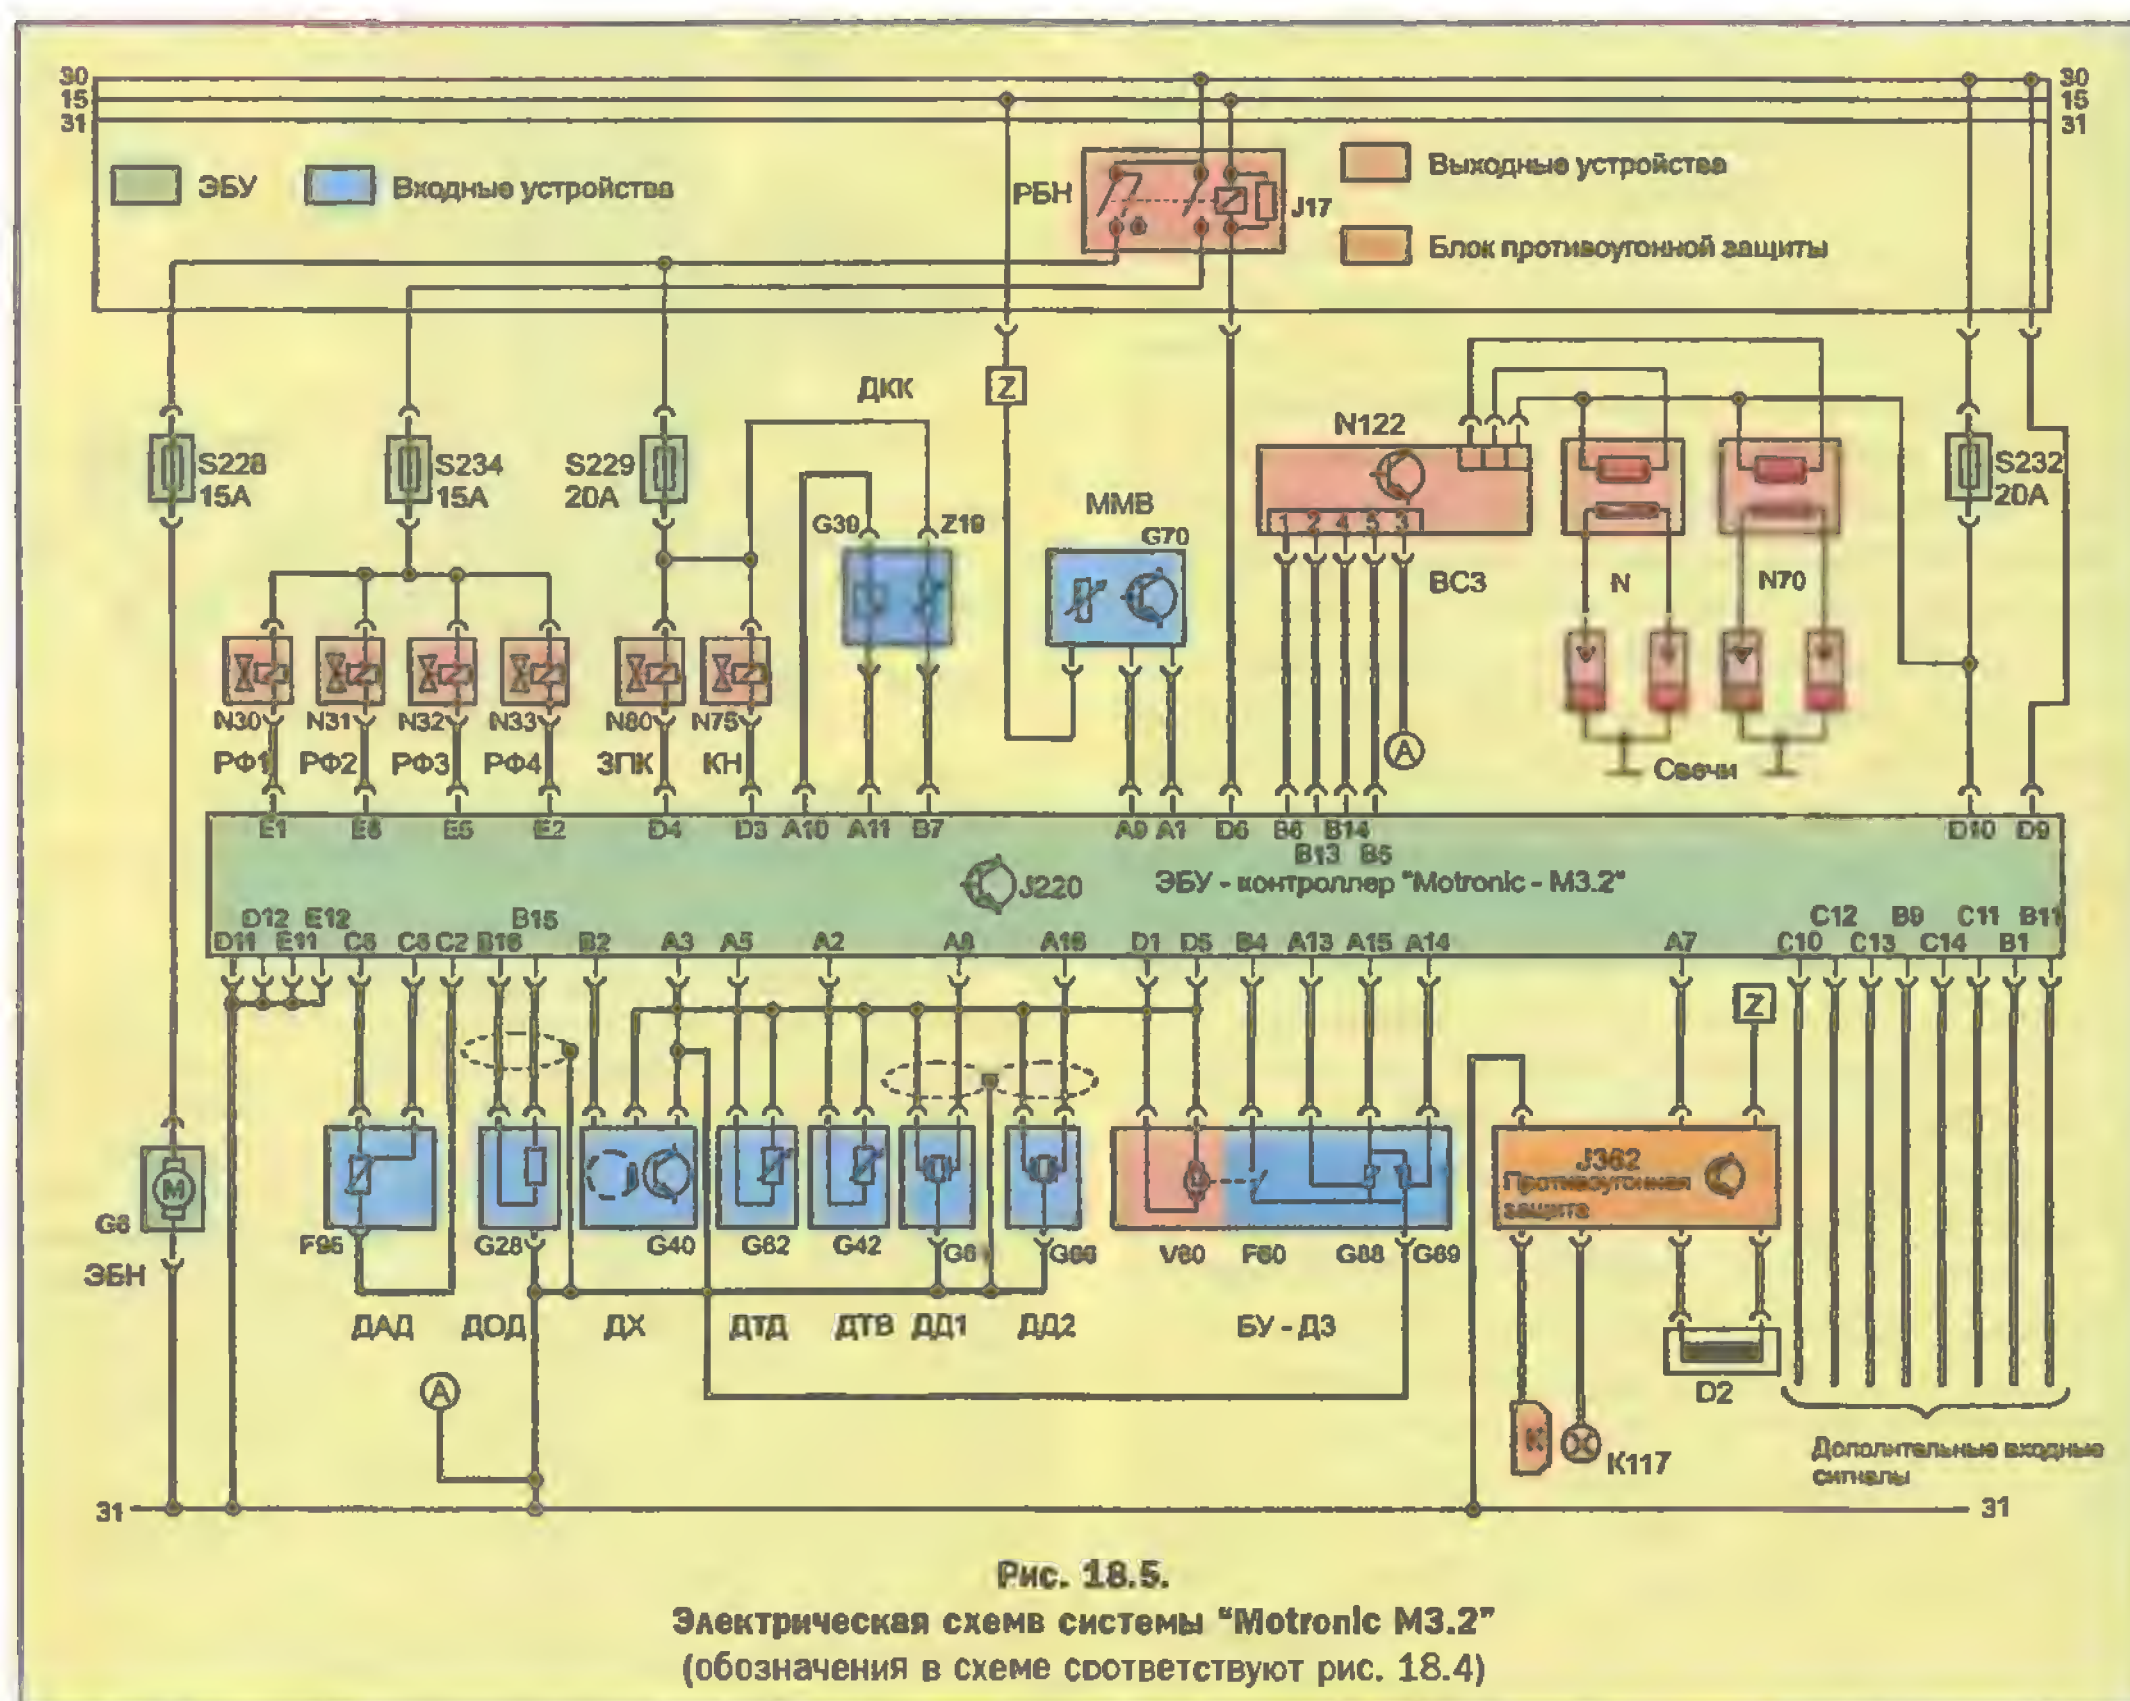 30 30
15 15
31 31
ЭБУ
Входные устройства
РБН
J17
Выходные устройства
Блок противоугонной защиты
S228
15A
S234
15A
S229
20A
ДКК
Z
G39
Z19
ММВ
G70
N122
1 2 4 5 3
ВСЗ
N
N70
S232
20A
N30
N31
N32
N33
N80
N75
РФ1
РФ2
РФ3
РФ4
ЗПК
КН
A
Свечи
E1 E6 E5 E2 D4 D3 A10 A11 B7 A9 A1 D6 B6 B14 D10 D9
B13 B5
J220
ЭБУ - контроллер "Motronic - М3.2"
D12 E12 B15 C12 B9 C11 B11
D11 E11 C6 C8 C2 B16 B2 A3 A5 A2 A8 A16 D1 D5 B4 A13 A15 A14 A7 C10 C13 C14 B1
Z
M
G6
ЭБН
J362
Противоугонная
защита
F96
G28
G40
G62
G42
G61
G66
V60
F60
G88
G69
ДАД
ДОД
ДХ
ДТД
ДТВ
ДД1
ДД2
БУ - ДЗ
A
D2
K
K117
Дополнительные входные
сигналы
31 31
Рис. 18.5.
Электрическая схемв системы "Motronic М3.2"
(обозначения в схеме соответствуют рис. 18.4)